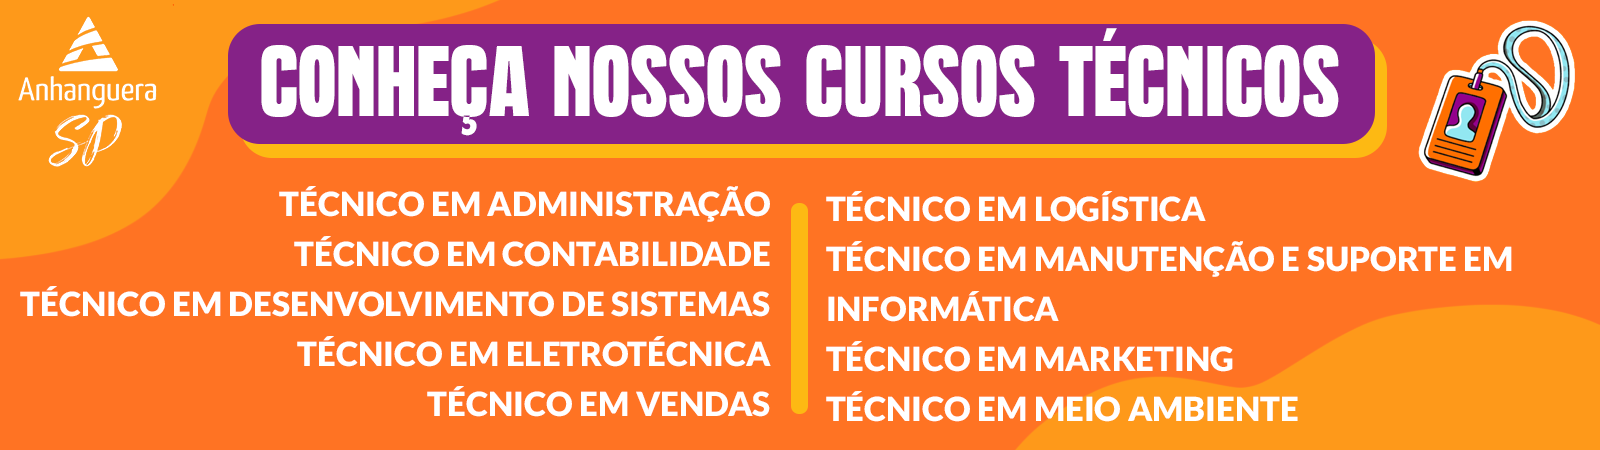 Anhanguera
SP
CONHEÇA NOSSOS CURSOS TÉCNICOS
TÉCNICO EM ADMINISTRAÇÃO
TÉCNICO EM CONTABILIDADE
TÉCNICO EM DESENVOLVIMENTO DE SISTEMAS
TÉCNICO EM ELETROTÉCNICA
TÉCNICO EM VENDAS
TÉCNICO EM LOGÍSTICA
TÉCNICO EM MANUTENÇÃO E SUPORTE EM
INFORMÁTICA
TÉCNICO EM MARKETING
TÉCNICO EM MEIO AMBIENTE